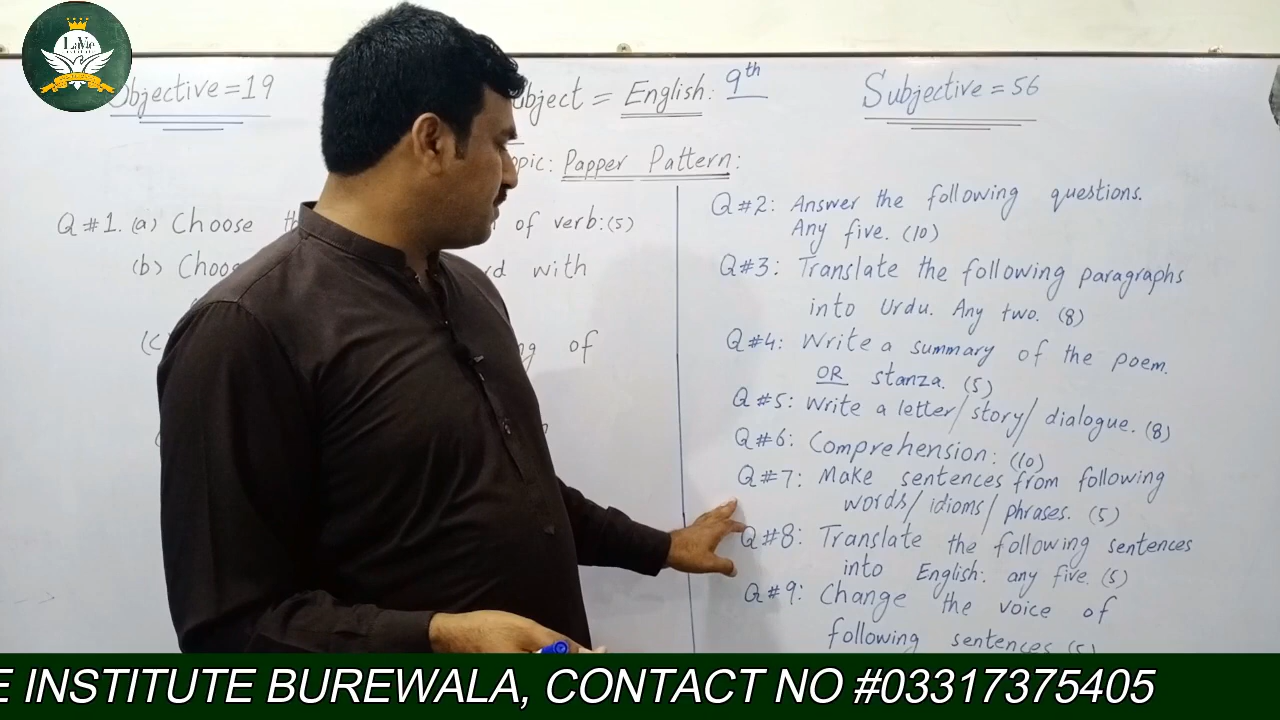 LaVie
Objective = 19
Subject = English: 9th
Subjective = 56
Topic: Papper Pattern:
Q#1. (a) Choose of verb: (5)
(b) with
(c of
Q#2: Answer the following questions.
Any five. (10)
Q#3: Translate the following paragraphs
into Urdu. Any two. (8)
Q#4: Write a summary of the poem.
OR stanza. (5)
Q#5: Write a letter/ story/ dialogue. (8)
Q#6: Comprehension: (10)
Q#7: Make sentences from following
words/ idioms/ phrases. (5)
Q#8: Translate the following sentences
into English: any five. (5)
Q#9: Change the voice of
following sentences (5)
E INSTITUTE BUREWALA, CONTACT NO #03317375405